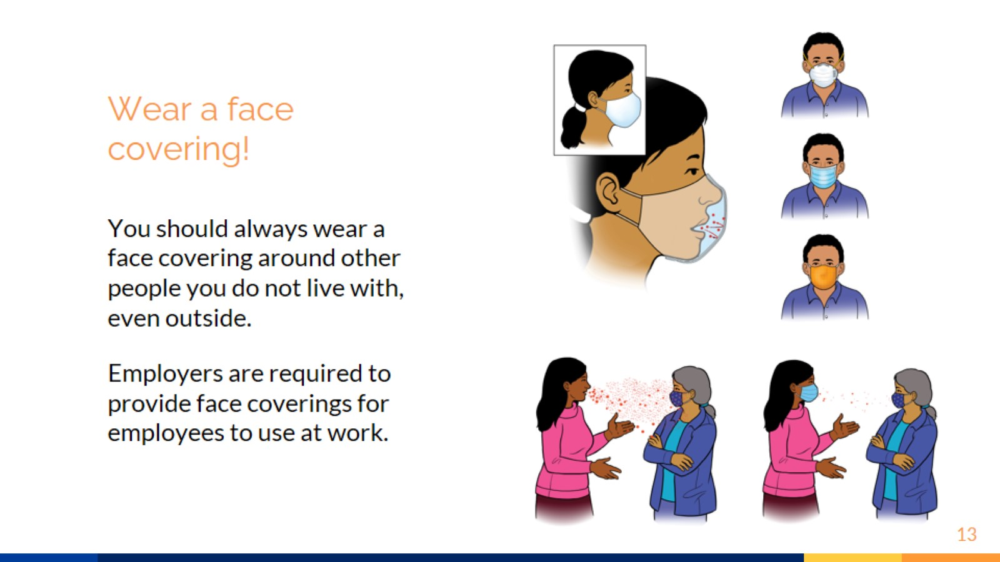 Wear a face
covering!
You should always wear a
face covering around other
people you do not live with,
even outside.
Employers are required to
provide face coverings for
employees to use at work.
13